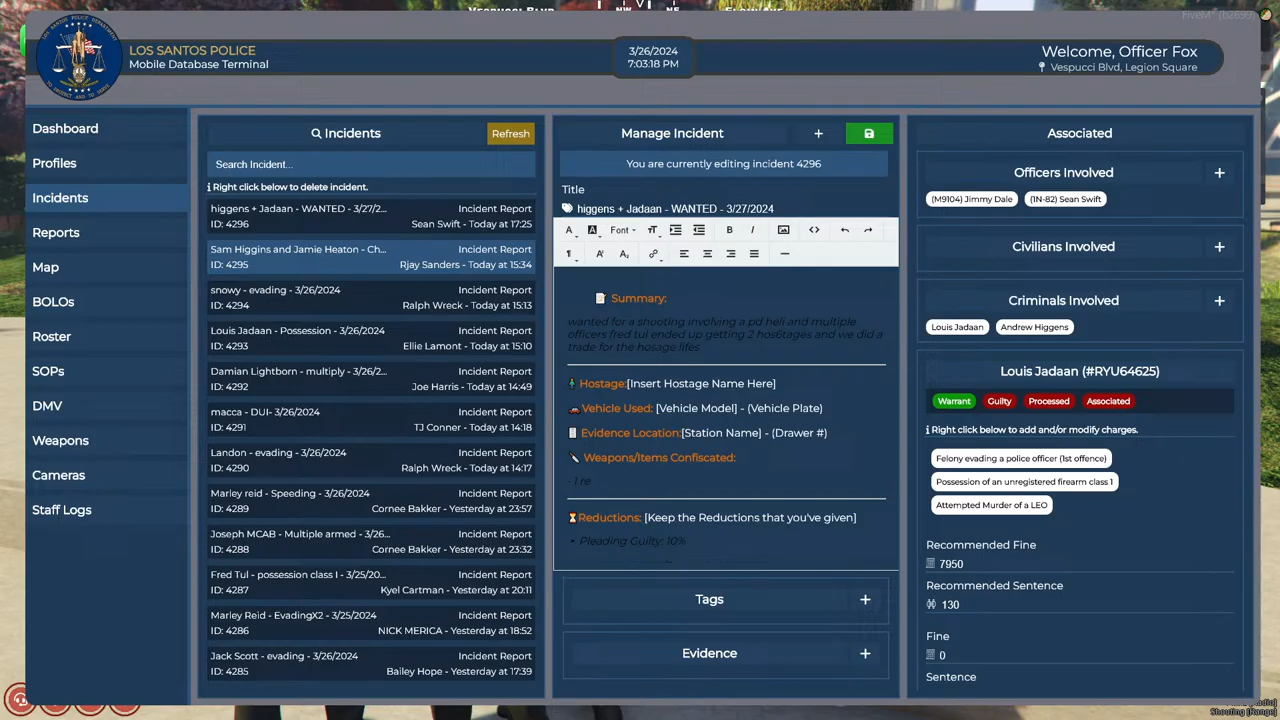 Vespucci Blvd
NW
NE
FiveM® (b2699)
LOS SANTOS POLICE
Mobile Database Terminal
3/26/2024
7:03:18 PM
Welcome, Officer Fox
Vespucci Blvd, Legion Square
Dashboard
Profiles
Incidents
Reports
Map
BOLOs
Roster
SOPs
DMV
Weapons
Cameras
Staff Logs
Incidents
Refresh
Search Incident...
Right click below to delete incident.
higgens + Jadaan - WANTED - 3/27/2... Incident Report
ID: 4296 Sean Swift - Today at 17:25
Sam Higgins and Jamie Heaton - Ch... Incident Report
ID: 4295 Rjay Sanders - Today at 15:34
snowy - evading - 3/26/2024 Incident Report
ID: 4294 Ralph Wreck - Today at 15:13
Louis Jadaan - Possession - 3/26/2024 Incident Report
ID: 4293 Ellie Lamont - Today at 15:10
Damian Lightborn - multiply - 3/26/2... Incident Report
ID: 4292 Joe Harris - Today at 14:49
macca - DUI- 3/26/2024 Incident Report
ID: 4291 TJ Conner - Today at 14:18
Landon - evading - 3/26/2024 Incident Report
ID: 4290 Ralph Wreck - Today at 14:17
Marley reid - Speeding - 3/26/2024 Incident Report
ID: 4289 Cornee Bakker - Today at 23:57
Joseph MCAB - Multiple armed - 3/26... Incident Report
ID: 4288 Cornee Bakker - Yesterday at 23:32
Fred Tul - possession class I - 3/25/20... Incident Report
ID: 4287 Kyel Cartman - Yesterday at 20:11
Marley Reid - EvadingX2 - 3/25/2024 Incident Report
ID: 4286 NICK MERICA - Yesterday at 18:52
Jack Scott - evading - 3/26/2024 Incident Report
ID: 4285 Bailey Hope - Yesterday at 17:39
Manage Incident
You are currently editing incident 4296
Title
higgens + Jadaan - WANTED - 3/27/2024
Font
Summary:
wanted for a shooting involving a pd heli and multiple
officers fred tul ended up getting 2 hos6tages and we did a
trade for the hosage lifes
Hostage:[Insert Hostage Name Here]
Vehicle Used: [Vehicle Model] - (Vehicle Plate)
Evidence Location:[Station Name] - (Drawer #)
Weapons/Items Confiscated:
- 1 re
Reductions: [Keep the Reductions that you've given]
‣ Pleading Guilty: 10%
Tags
Evidence
Associated
Officers Involved
(M9104) Jimmy Dale (1N-82) Sean Swift
Civilians Involved
Criminals Involved
Louis Jadaan Andrew Higgens
Louis Jadaan (#RYU64625)
Warrant Guilty Processed Associated
Right click below to add and/or modify charges.
Felony evading a police officer (1st offence)
Possession of an unregistered firearm class 1
Attempted Murder of a LEO
Recommended Fine
7950
Recommended Sentence
130
Fine
0
Sentence
Shouting [Range]